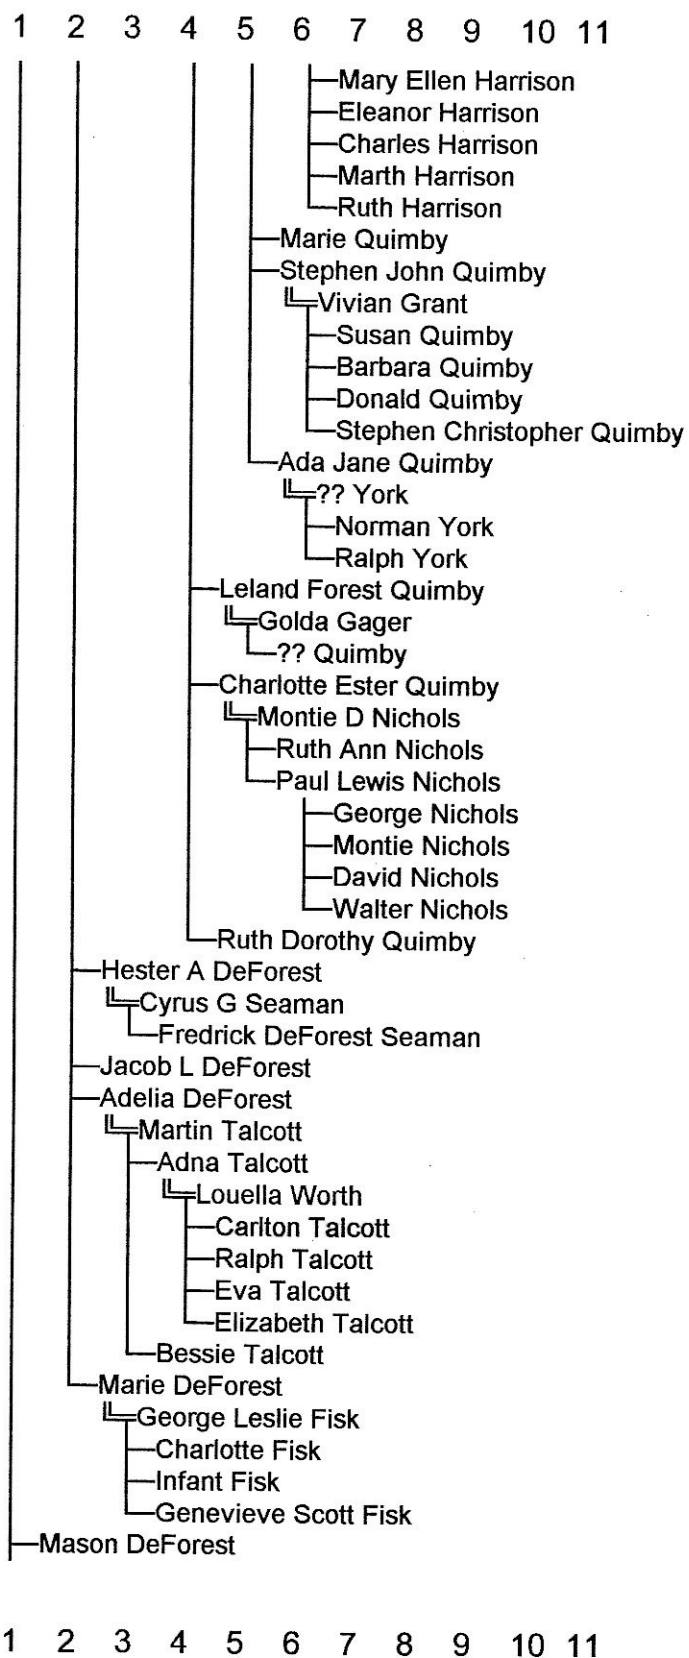 1 2 3 4 5 6 7 8 9 10 11
Mary Ellen Harrison
Eleanor Harrison
Charles Harrison
Marth Harrison
Ruth Harrison
Marie Quimby
Stephen John Quimby
Vivian Grant
Susan Quimby
Barbara Quimby
Donald Quimby
Stephen Christopher Quimby
Ada Jane Quimby
?? York
Norman York
Ralph York
Leland Forest Quimby
Golda Gager
?? Quimby
Charlotte Ester Quimby
Montie D Nichols
Ruth Ann Nichols
Paul Lewis Nichols
George Nichols
Montie Nichols
David Nichols
Walter Nichols
Ruth Dorothy Quimby
Hester A DeForest
Cyrus G Seaman
Fredrick DeForest Seaman
Jacob L DeForest
Adelia DeForest
Martin Talcott
Adna Talcott
Louella Worth
Carlton Talcott
Ralph Talcott
Eva Talcott
Elizabeth Talcott
Bessie Talcott
Marie DeForest
George Leslie Fisk
Charlotte Fisk
Infant Fisk
Genevieve Scott Fisk
Mason DeForest
1 2 3 4 5 6 7 8 9 10 11